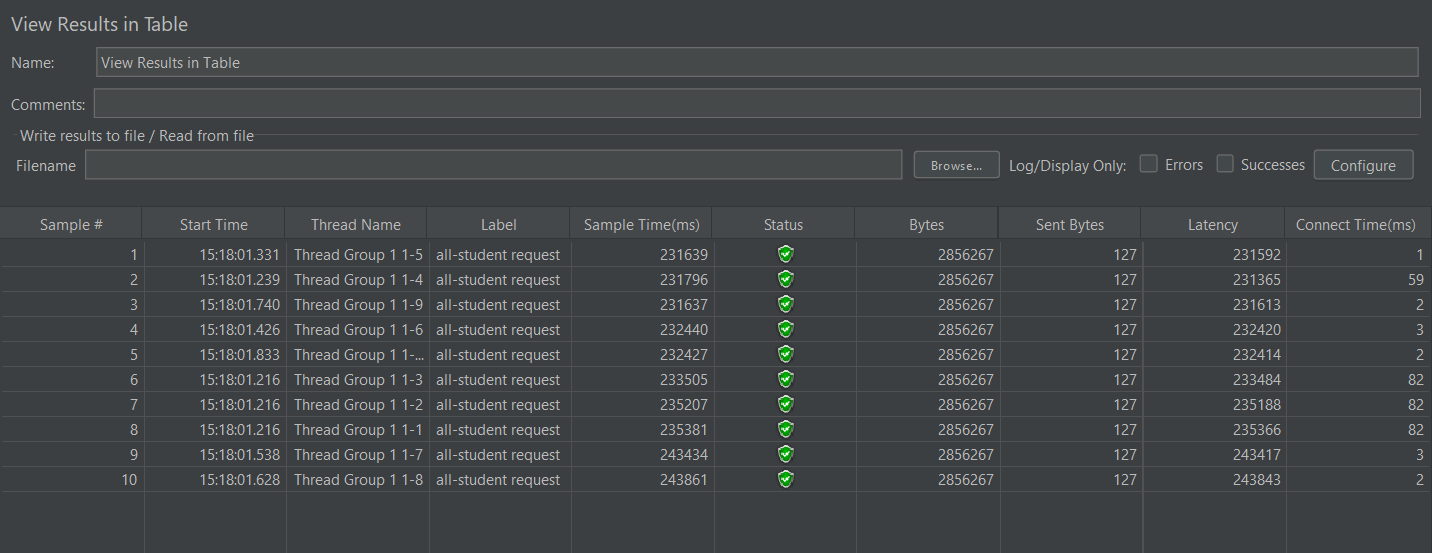 View Results in Table
Name: View Results in Table
Comments:
Write results to file / Read from file
Filename Browse... Log/Display Only: Errors Successes Configure
Sample # Start Time Thread Name Label Sample Time(ms) Status Bytes Sent Bytes Latency Connect Time(ms)
1 15:18:01.331 Thread Group 1 1-5 all-student request 231639 2856267 127 231592 1
2 15:18:01.239 Thread Group 1 1-4 all-student request 231796 2856267 127 231365 59
3 15:18:01.740 Thread Group 1 1-9 all-student request 231637 2856267 127 231613 2
4 15:18:01.426 Thread Group 1 1-6 all-student request 232440 2856267 127 232420 3
5 15:18:01.833 Thread Group 1 1-... all-student request 232427 2856267 127 232414 2
6 15:18:01.216 Thread Group 1 1-3 all-student request 233505 2856267 127 233484 82
7 15:18:01.216 Thread Group 1 1-2 all-student request 235207 2856267 127 235188 82
8 15:18:01.216 Thread Group 1 1-1 all-student request 235381 2856267 127 235366 82
9 15:18:01.538 Thread Group 1 1-7 all-student request 243434 2856267 127 243417 3
10 15:18:01.628 Thread Group 1 1-8 all-student request 243861 2856267 127 243843 2